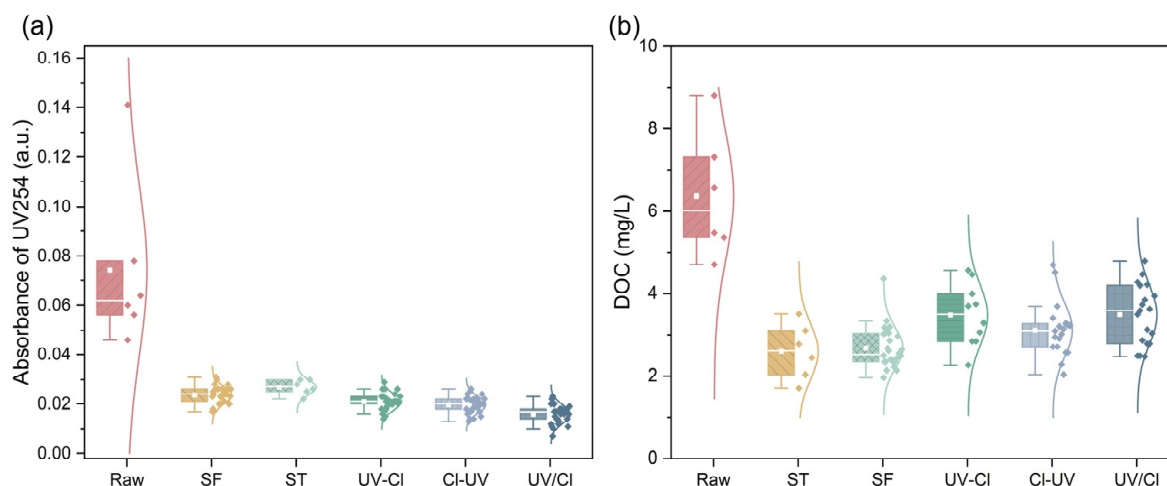 (a)
Absorbance of UV254 (a.u.)
0.16
0.14
0.12
0.10
0.08
0.06
0.04
0.02
0.00
Raw SF ST UV-Cl Cl-UV UV/Cl
(b)
DOC (mg/L)
10
8
6
4
2
0
Raw ST SF UV-Cl Cl-UV UV/Cl